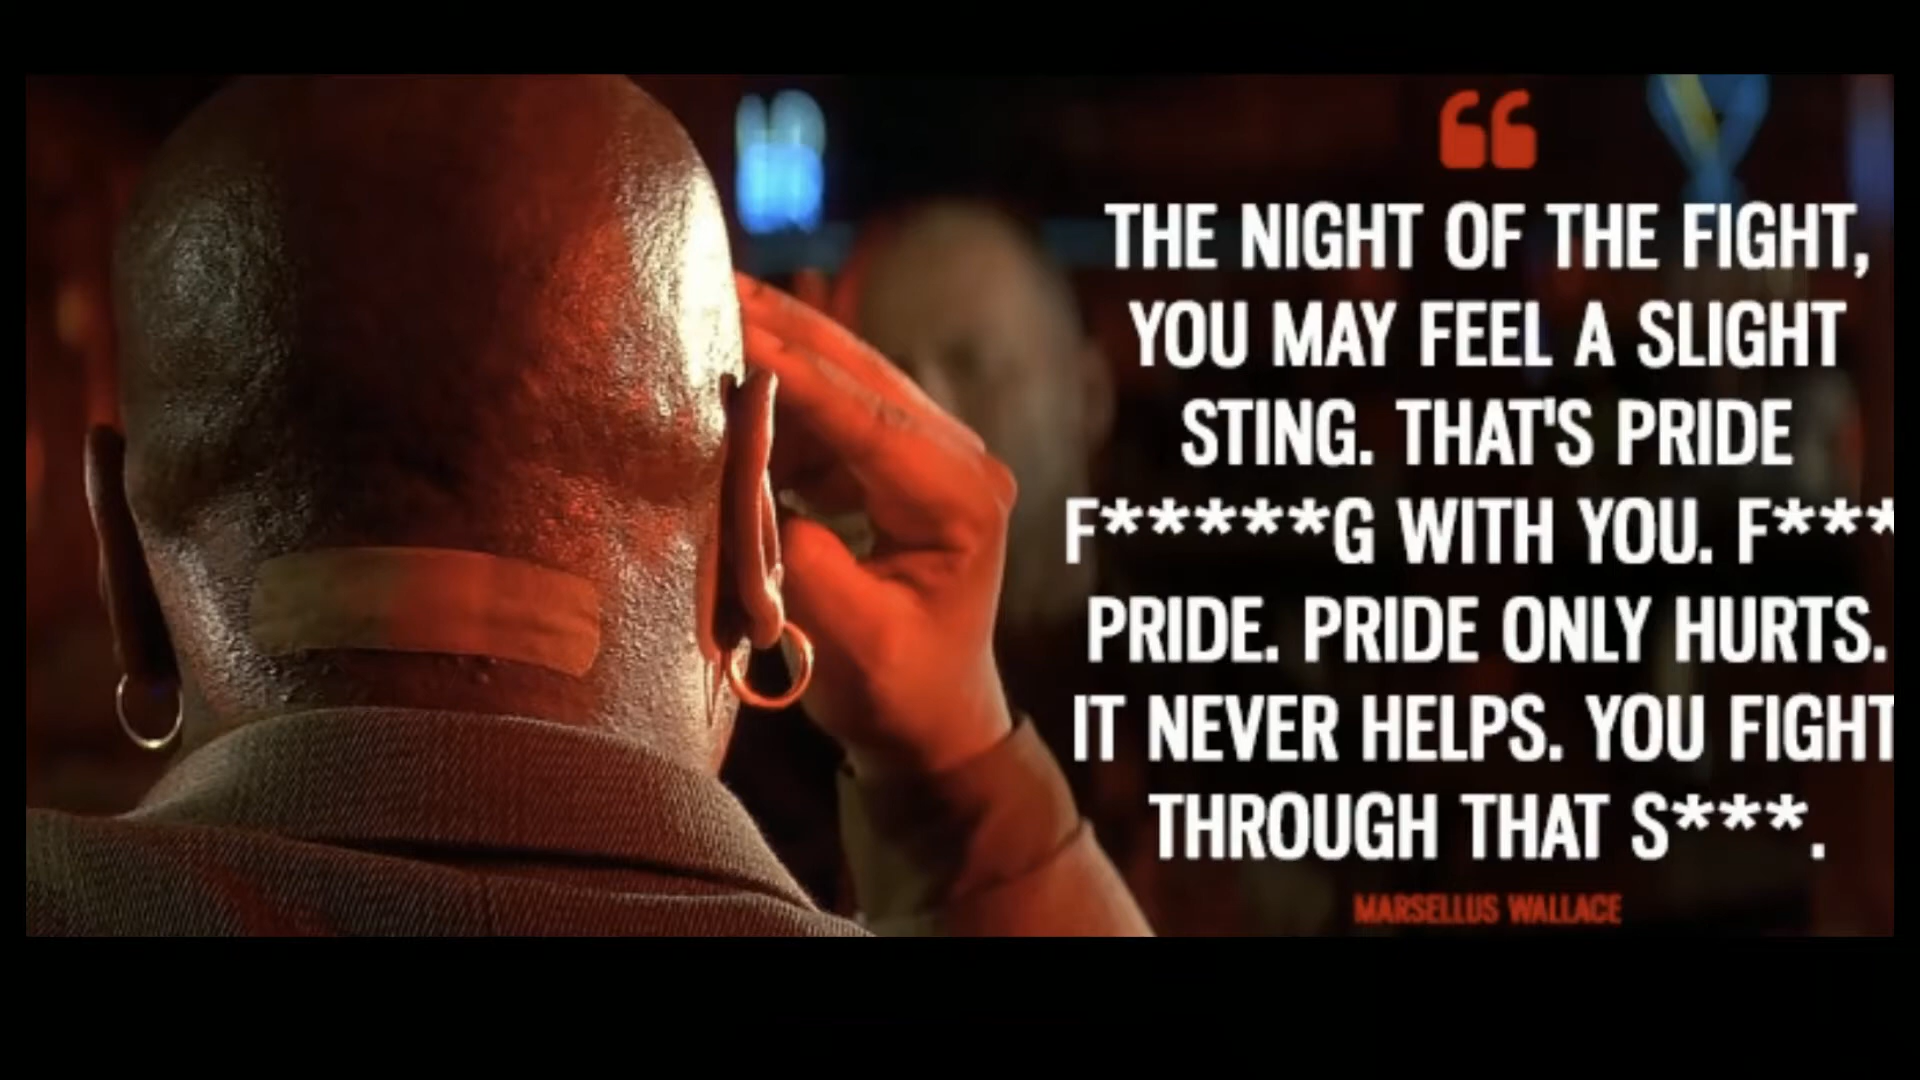 “
THE NIGHT OF THE FIGHT,
YOU MAY FEEL A SLIGHT
STING. THAT'S PRIDE
F*****G WITH YOU. F***
PRIDE. PRIDE ONLY HURTS.
IT NEVER HELPS. YOU FIGHT
THROUGH THAT S***.
MARSELLUS WALLACE